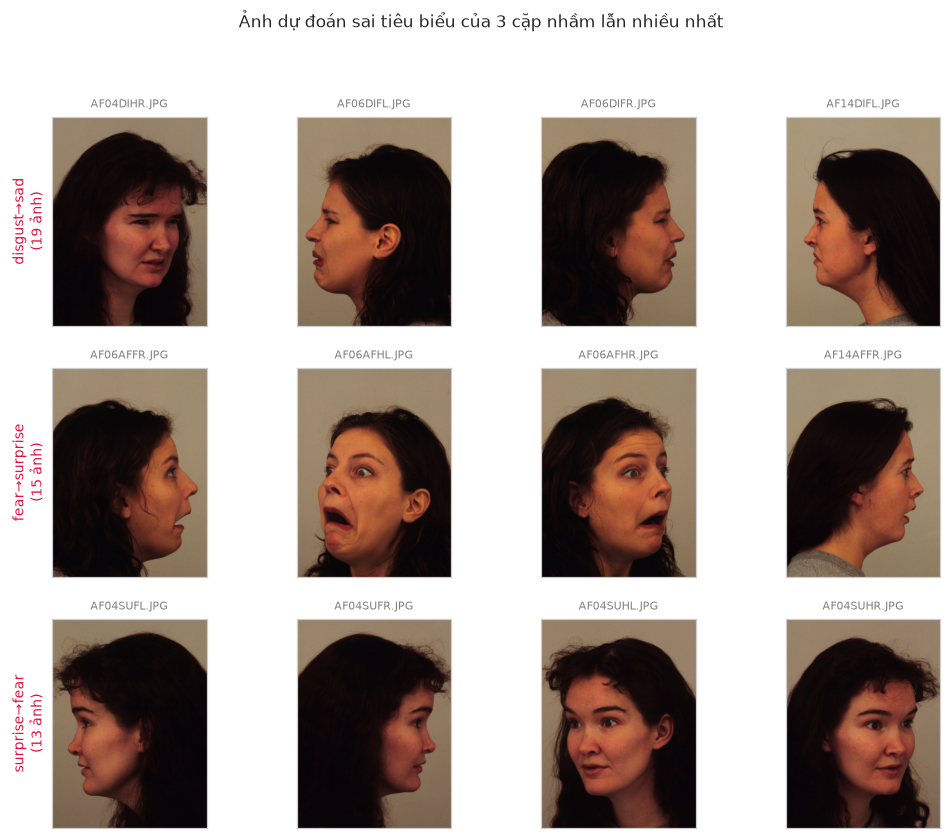 Ảnh dự đoán sai tiêu biểu của 3 cặp nhầm lẫn nhiều nhất
AF04DIHR.JPG
AF06DIFL.JPG
AF06DIFR.JPG
AF14DIFL.JPG
disgust→sad
(19 ảnh)
AF06AFFR.JPG
AF06AFHL.JPG
AF06AFHR.JPG
AF14AFFR.JPG
fear→surprise
(15 ảnh)
AF04SUFL.JPG
AF04SUFR.JPG
AF04SUHL.JPG
AF04SUHR.JPG
surprise→fear
(13 ảnh)